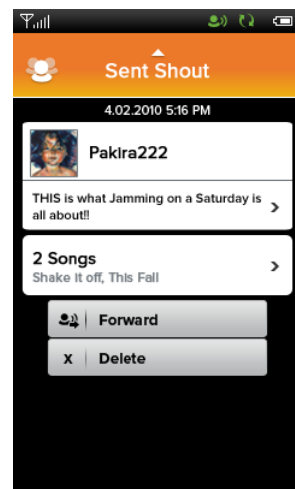 Sent Shout
4.02.2010 5:16 PM
Pakira222
THIS is what Jamming on a Saturday is
all about!!
2 Songs
Shake it off, This Fall
Forward
x Delete